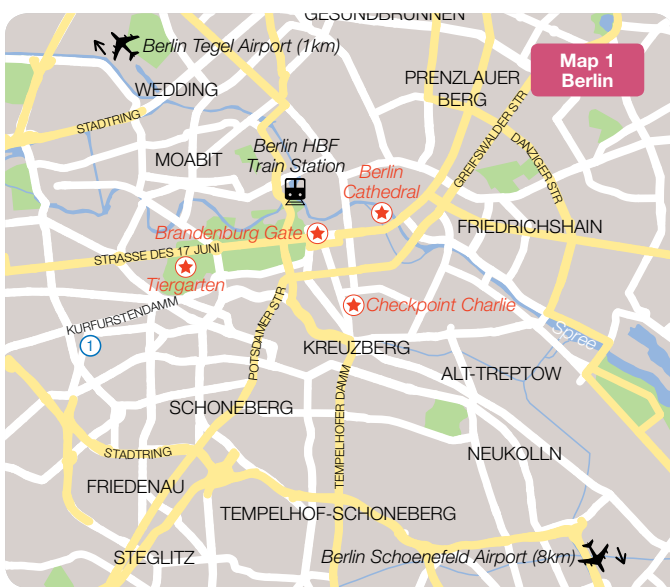 GESUNDBRUNNEN
Berlin Tegel Airport (1km)
Map 1
Berlin
WEDDING
PRENZLAUER
BERG
STADTRING
GREIFSWALDER STR
DANZIGER STR
MOABIT
Berlin HBF
Train Station
Berlin
Cathedral
Brandenburg Gate
FRIEDRICHSHAIN
STRASSE DES 17 JUNI
Tiergarten
Checkpoint Charlie
KURFURSTENDAMM
1
POTSDAMER STR
KREUZBERG
Spree
ALT-TREPTOW
TEMPELHOFER DAMM
SCHONEBERG
STADTRING
NEUKOLLN
FRIEDENAU
TEMPELHOF-SCHONEBERG
STEGLITZ
Berlin Schoenefeld Airport (8km)